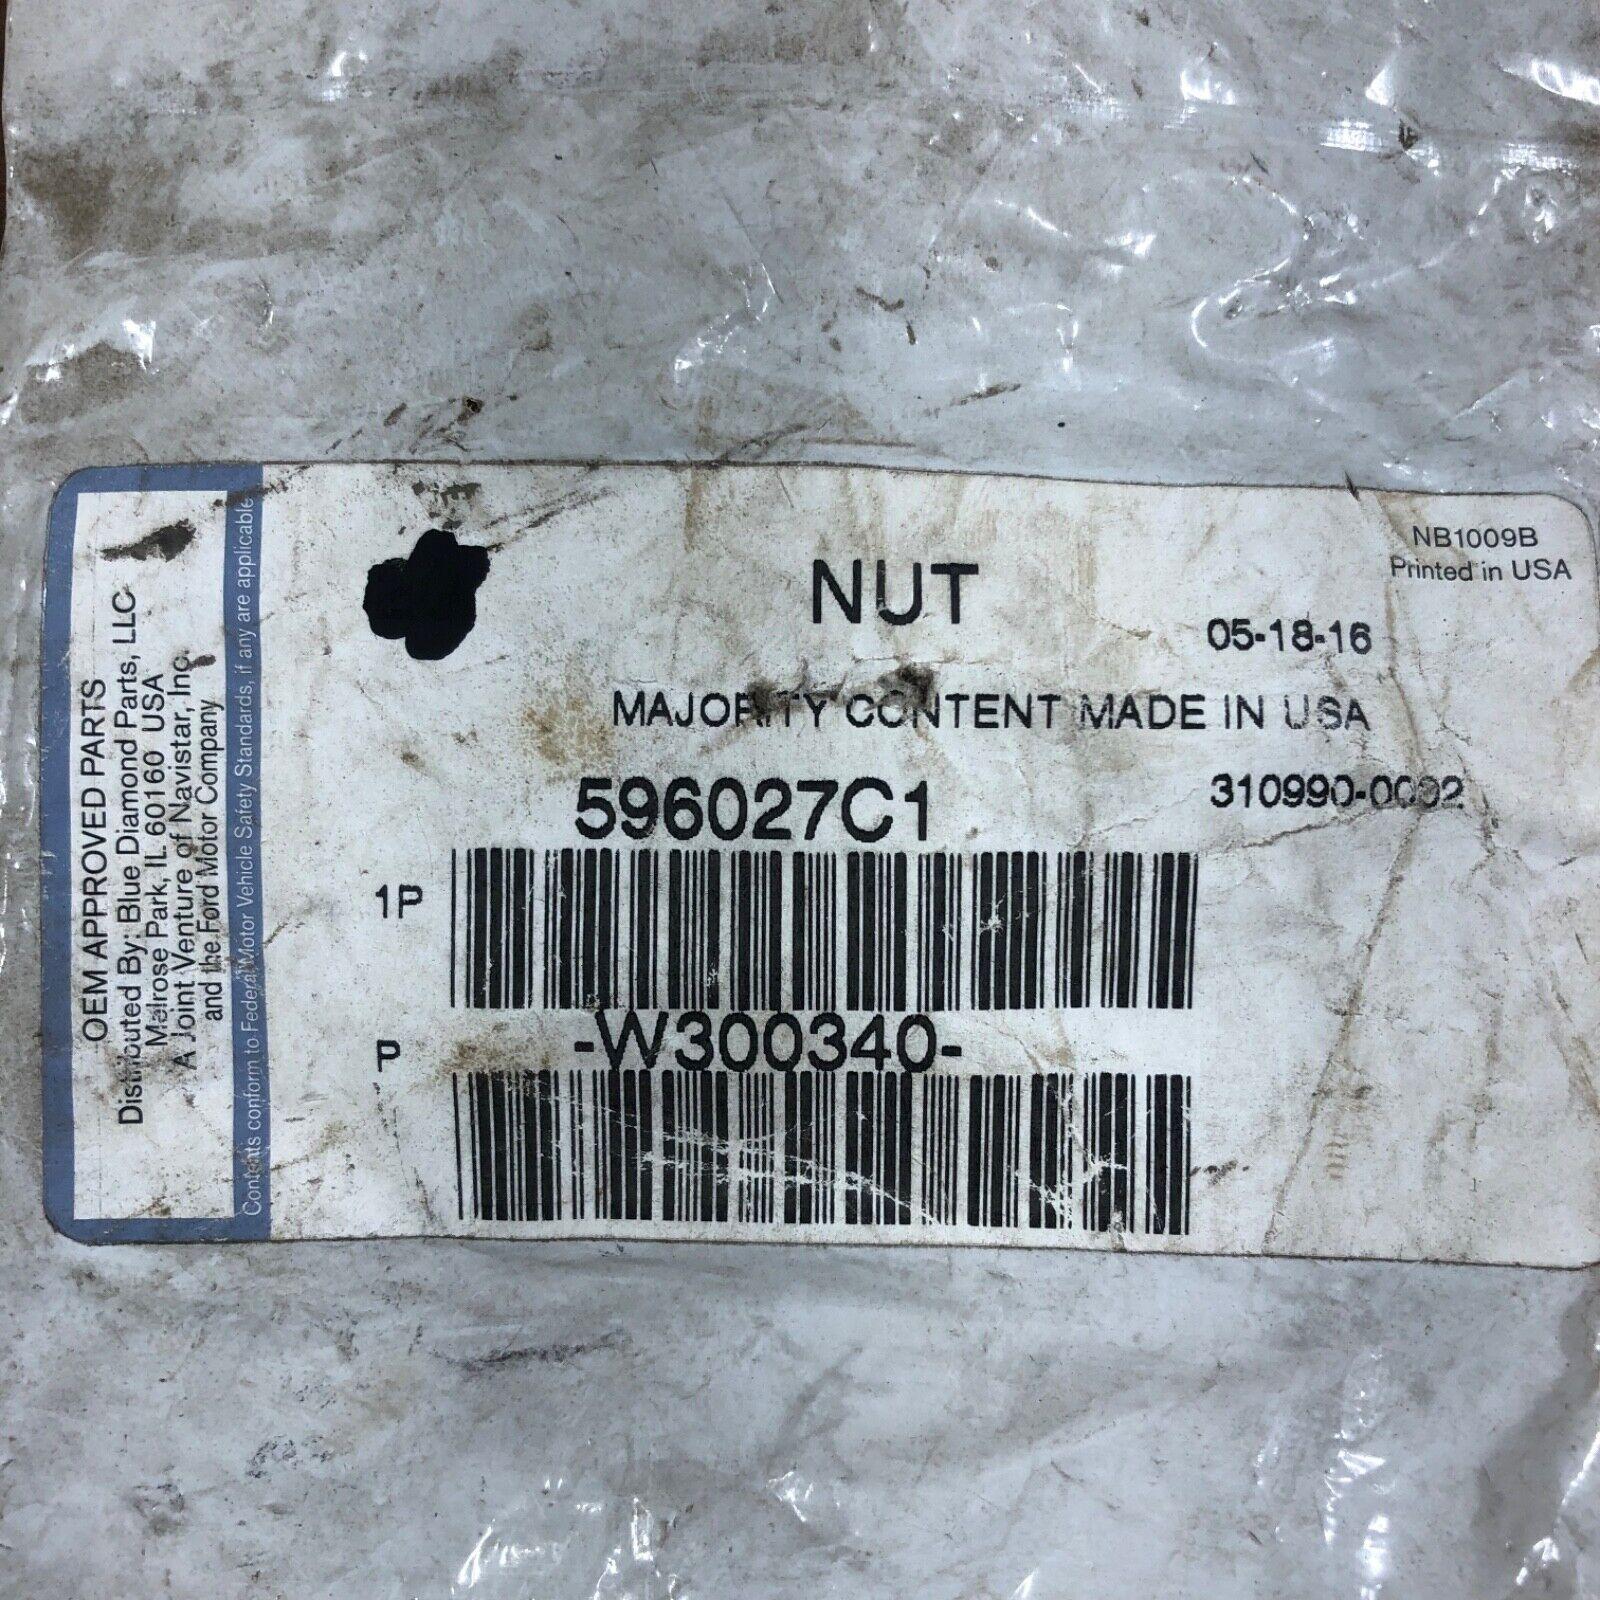 OEM APPROVED PARTS
Distributed By: Blue Diamond Parts, LLC
Melrose Park, IL 60160 USA
A Joint Venture of Navistar, Inc.
and the Ford Motor Company
Contents conform to Federal Motor Vehicle Safety Standards, if any are applicable
NB1009B
Printed in USA
NUT
05-18-16
MAJORITY CONTENT MADE IN USA
596027C1
310990-0002
1P
-W300340-
P